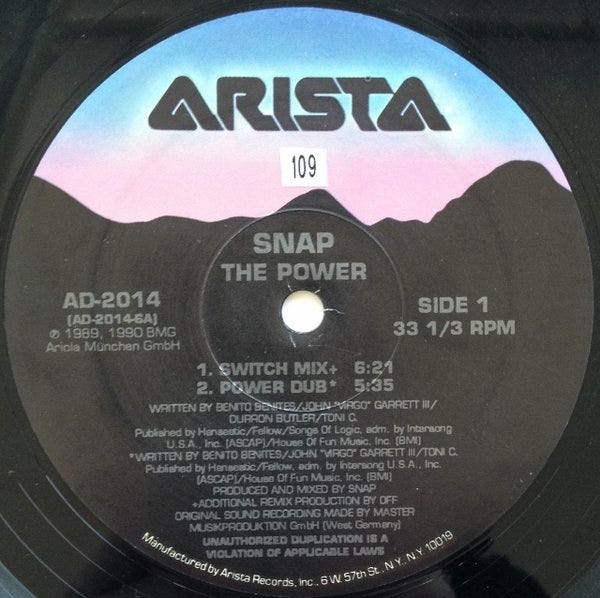 ARISTA
109
SNAP
THE POWER
AD-2014
(AD-2014-SA)
℗ 1989, 1990 BMG
Ariola München GmbH
SIDE 1
33 1/3 RPM
1. SWITCH MIX+ 6:21
2. POWER DUB* 5:35
WRITTEN BY BENITO BENITES/JOHN "VIRGO" GARRETT III/
DURRON BUTLER/TONI C.
Published by Hanseatic/Fellow/Songs Of Logic, adm. by Intersong
U.S.A., Inc. (ASCAP)/House Of Fun Music, Inc. (BMI)
*WRITTEN BY BENITO BENITES/JOHN "VIRGO" GARRETT III/TONI C.
Published by Hanseatic/Fellow, adm. by Intersong U.S.A., Inc.
(ASCAP)/House Of Fun Music, Inc. (BMI)
PRODUCED AND MIXED BY SNAP
+ADDITIONAL REMIX PRODUCTION BY OFF
ORIGINAL SOUND RECORDING MADE BY MASTER
MUSIKPRODUKTION GmbH (West Germany)
UNAUTHORIZED DUPLICATION IS A
VIOLATION OF APPLICABLE LAWS
Manufactured by Arista Records, Inc., 6 W. 57th St., N.Y., N.Y. 10019